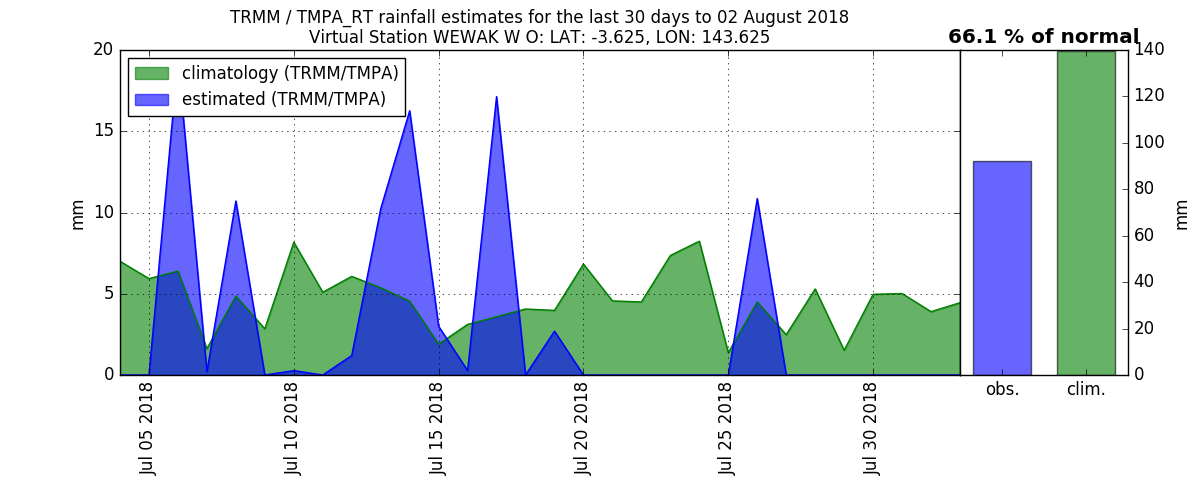 TRMM / TMPA_RT rainfall estimates for the last 30 days to 02 August 2018
Virtual Station WEWAK W O: LAT: -3.625, LON: 143.625
66.1 % of normal
climatology (TRMM/TMPA)
estimated (TRMM/TMPA)
20
15
10
5
0
mm
Jul 05 2018
Jul 10 2018
Jul 15 2018
Jul 20 2018
Jul 25 2018
Jul 30 2018
obs.
clim.
140
120
100
80
60
40
20
0
mm